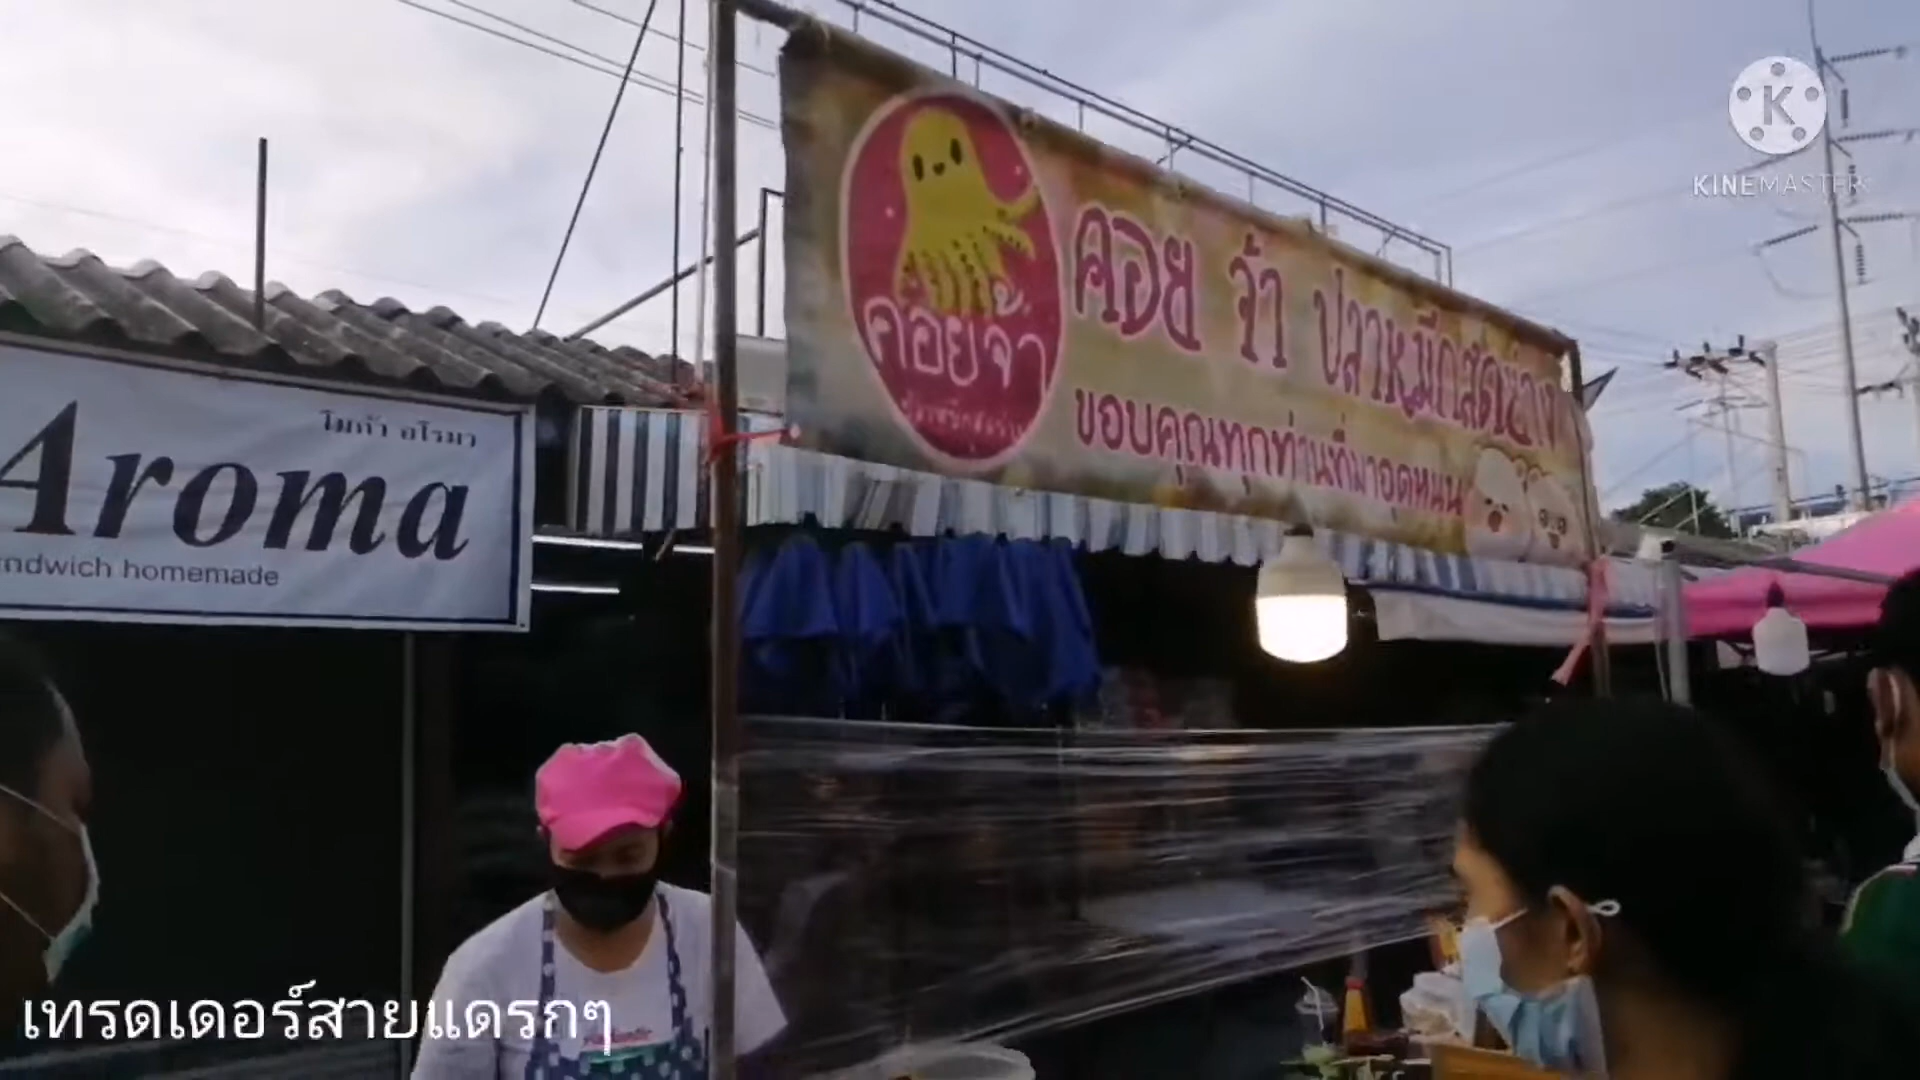 KINEMASTER
คอยจ้า
คอย จ้า ปลาหมึกสดย่าง
ขอบคุณทุกท่านที่มาอุดหนุน
โมก้า อโรมา
Aroma
ndwich homemade
เทรดเดอร์สายแดรกๆ